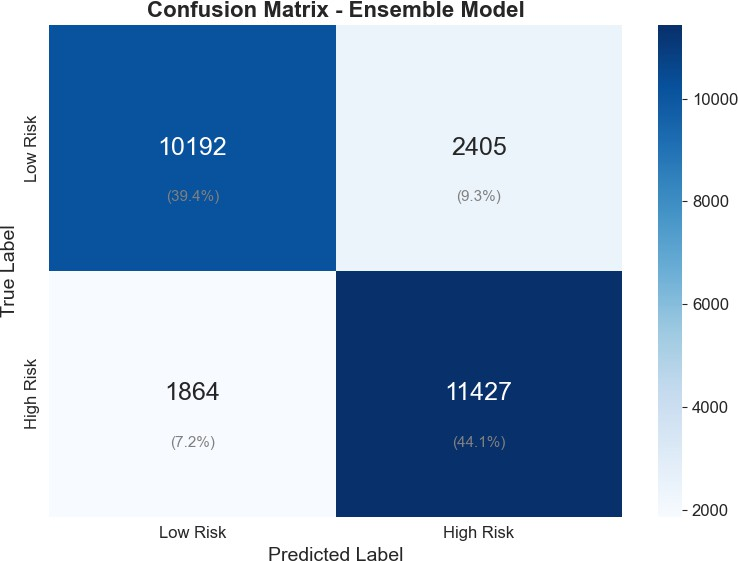 Confusion Matrix - Ensemble Model
True Label
Low Risk
High Risk
10192
(39.4%)
2405
(9.3%)
1864
(7.2%)
11427
(44.1%)
Low Risk
High Risk
Predicted Label
10000
8000
6000
4000
2000